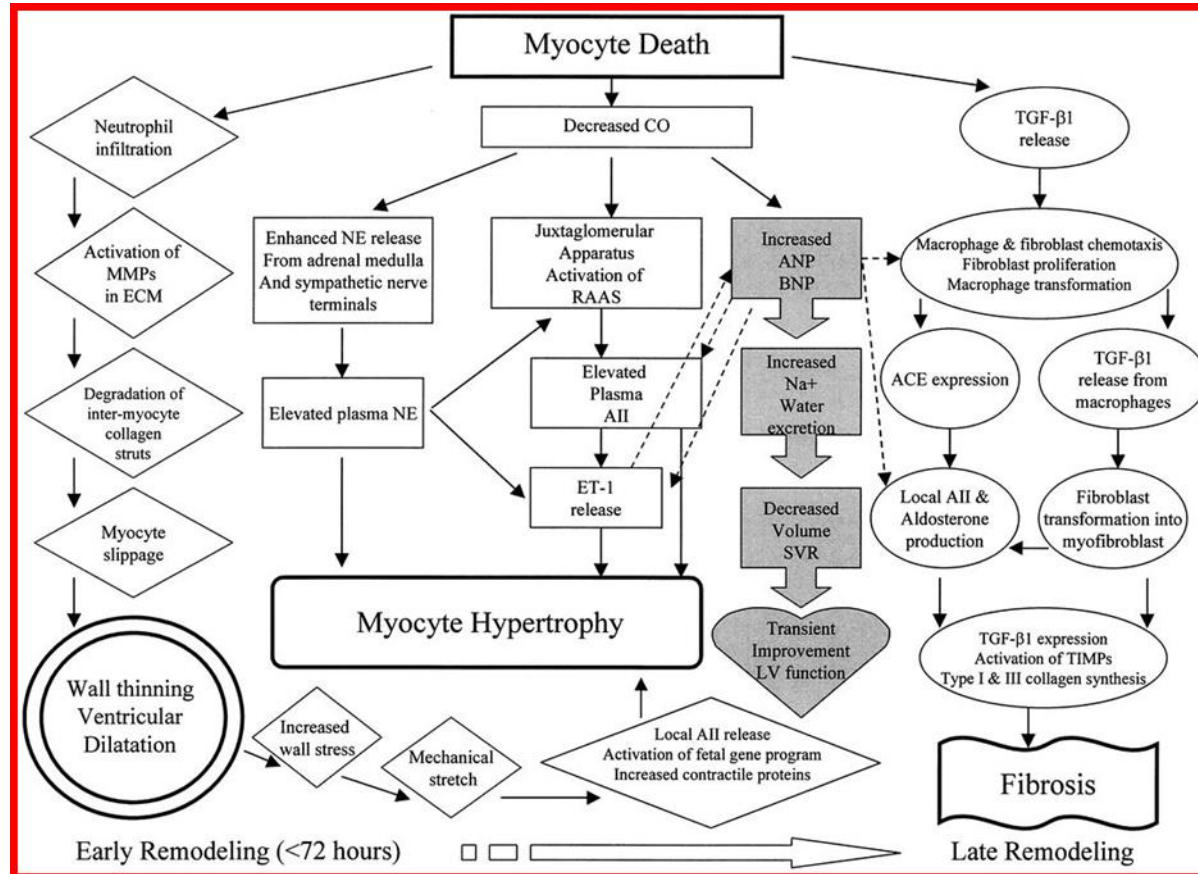 Myocyte Death
Neutrophil
infiltration
Decreased CO
TGF-β1
release
Activation of
MMPs
in ECM
Enhanced NE release
From adrenal medulla
And sympathetic nerve
terminals
Juxtaglomerular
Apparatus
Activation of
RAAS
Increased
ANP
BNP
Macrophage & fibroblast chemotaxis
Fibroblast proliferation
Macrophage transformation
Degradation of
inter-myocyte
collagen
struts
Elevated plasma NE
Elevated
Plasma
AII
Increased
Na+
Water
excretion
ACE expression
TGF-β1
release from
macrophages
Myocyte
slippage
ET-1
release
Decreased
Volume
SVR
Local AII &
Aldosterone
production
Fibroblast
transformation into
myofibroblast
Myocyte Hypertrophy
Transient
Improvement
LV function
TGF-β1 expression
Activation of TIMPs
Type I & III collagen synthesis
Wall thinning
Ventricular
Dilatation
Increased
wall stress
Mechanical
stretch
Local AII release
Activation of fetal gene program
Increased contractile proteins
Fibrosis
Early Remodeling (<72 hours)
Late Remodeling